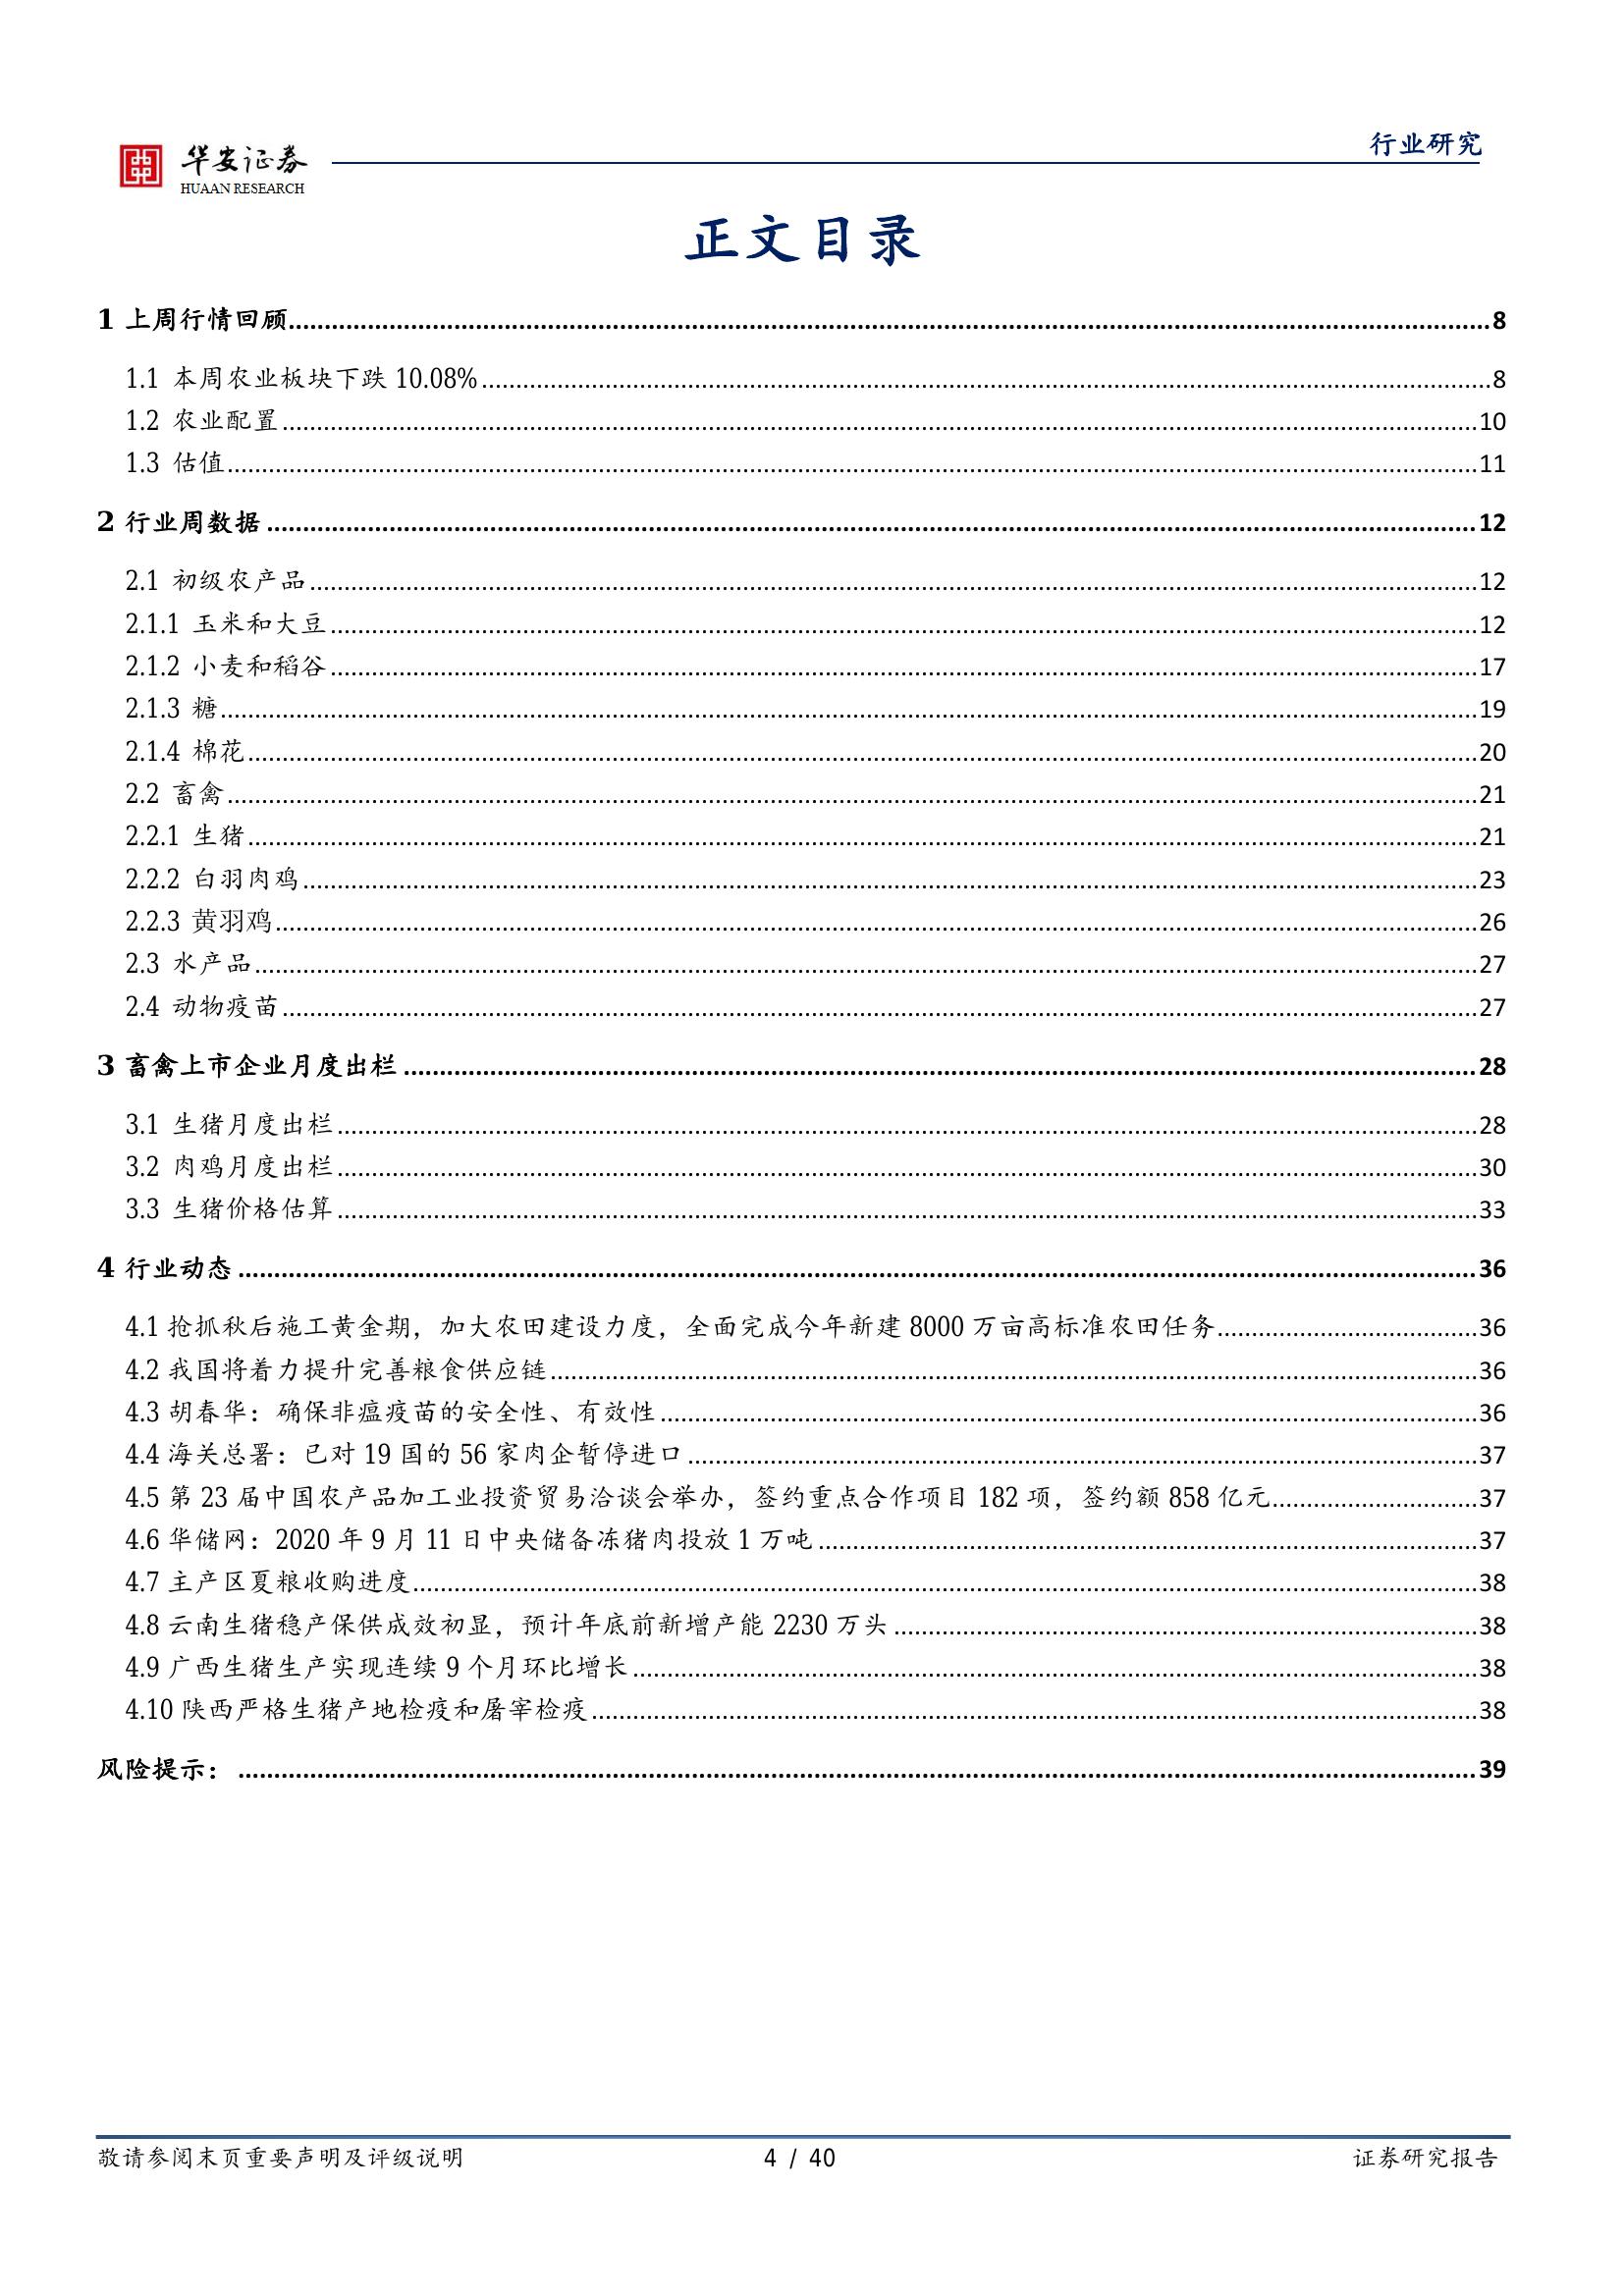 华安证券
HUAAN RESEARCH
行业研究
正文目录
1 上周行情回顾 8
1.1 本周农业板块下跌 10.08% 8
1.2 农业配置 10
1.3 估值 11
2 行业周数据 12
2.1 初级农产品 12
2.1.1 玉米和大豆 12
2.1.2 小麦和稻谷 17
2.1.3 糖 19
2.1.4 棉花 20
2.2 畜禽 21
2.2.1 生猪 21
2.2.2 白羽肉鸡 23
2.2.3 黄羽鸡 26
2.3 水产品 27
2.4 动物疫苗 27
3 畜禽上市企业月度出栏 28
3.1 生猪月度出栏 28
3.2 肉鸡月度出栏 30
3.3 生猪价格估算 33
4 行业动态 36
4.1 抢抓秋后施工黄金期，加大农田建设力度，全面完成今年新建 8000 万亩高标准农田任务 36
4.2 我国将着力提升完善粮食供应链 36
4.3 胡春华：确保非瘟疫苗的安全性、有效性 36
4.4 海关总署：已对 19 国的 56 家肉企暂停进口 37
4.5 第 23 届中国农产品加工业投资贸易洽谈会举办，签约重点合作项目 182 项，签约额 858 亿元 37
4.6 华储网：2020 年 9 月 11 日中央储备冻猪肉投放 1 万吨 37
4.7 主产区夏粮收购进度 38
4.8 云南生猪稳产保供成效初显，预计年底前新增产能 2230 万头 38
4.9 广西生猪生产实现连续 9 个月环比增长 38
4.10 陕西严格生猪产地检疫和屠宰检疫 38
风险提示： 39
敬请参阅末页重要声明及评级说明
4 / 40
证券研究报告